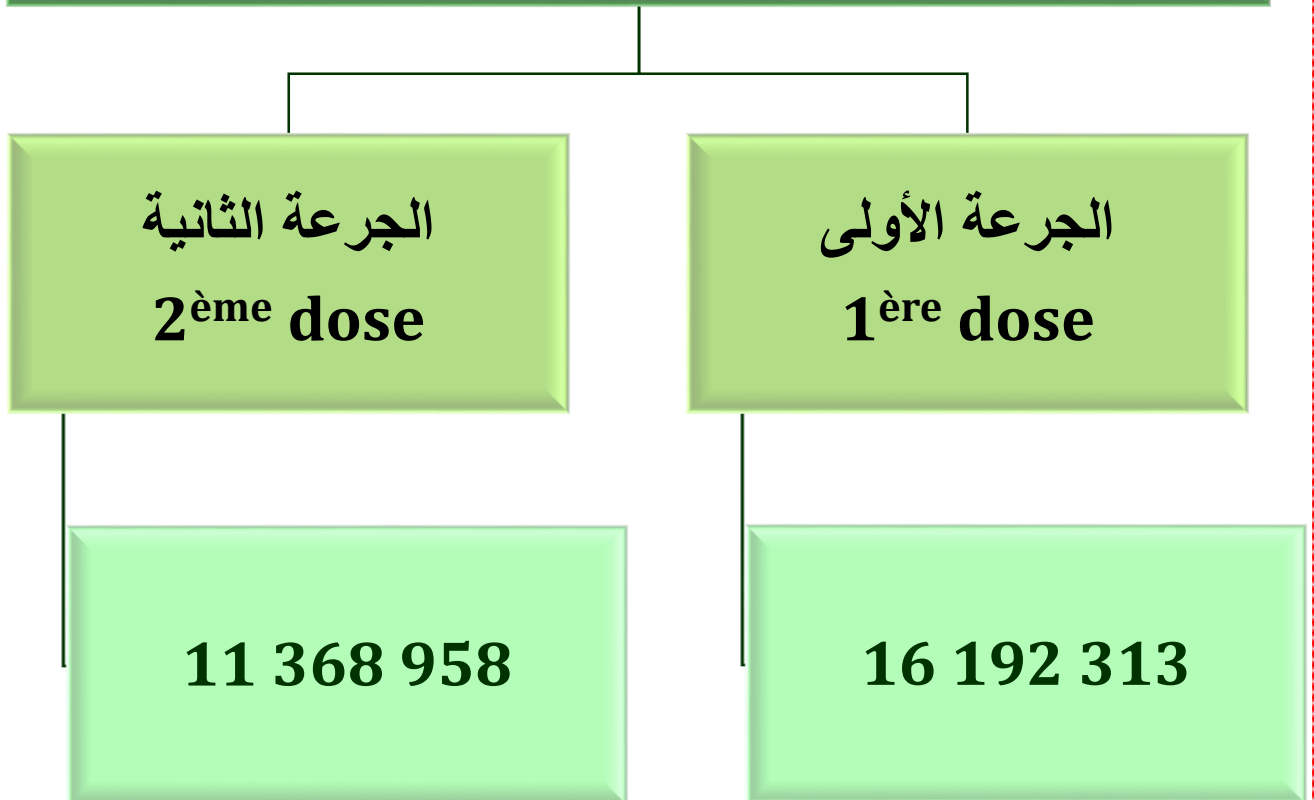 الجرعة الأولى
1ère dose
16 192 313
الجرعة الثانية
2ème dose
11 368 958